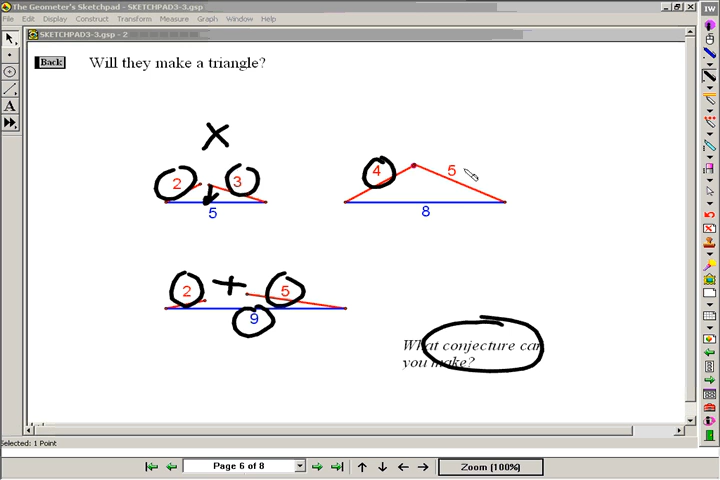 The Geometer's Sketchpad - SKETCHPAD3-3.gsp
IW
File Edit Display Construct Transform Measure Graph Window Help
SKETCHPAD3-3.gsp - 2
Back Will they make a triangle?
X
2 3
5
4 5
8
2 + 5
9
What conjecture can
you make?
A
Selected: 1 Point
Page 6 of 8
Zoom (100%)